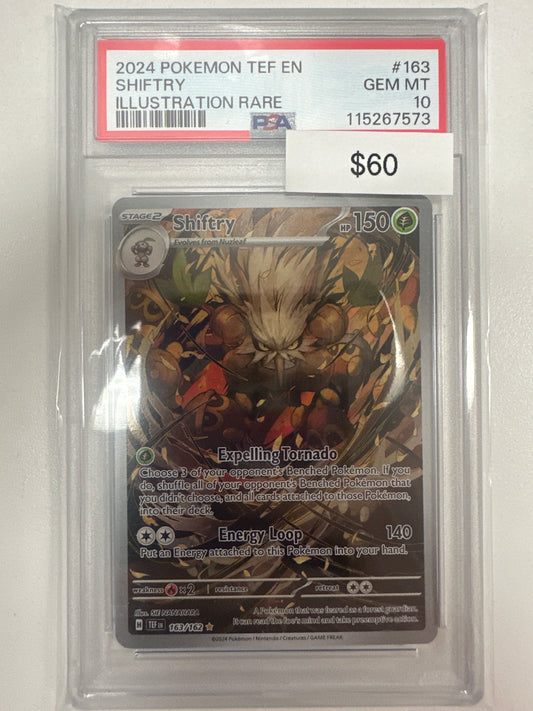 2024 POKEMON TEF EN #163
SHIFTRY GEM MT
ILLUSTRATION RARE 10
PSA 115267573
$60
STAGE2 Shiftry HP 150
Evolves from Nuzleaf
Expelling Tornado
Choose 3 of your opponent's Benched Pokémon. If you
do, shuffle all of your opponent's Benched Pokémon that
you didn't choose, and all cards attached to those Pokémon,
into their deck.
Energy Loop 140
Put an Energy attached to this Pokémon into your hand.
weakness ×2 resistance retreat
Illus. SIE NANAHARA
H TEF EN 163/162
A Pokémon that was feared as a forest guardian.
It can read the foe's mind and take preemptive action.
©2024 Pokémon / Nintendo / Creatures / GAME FREAK